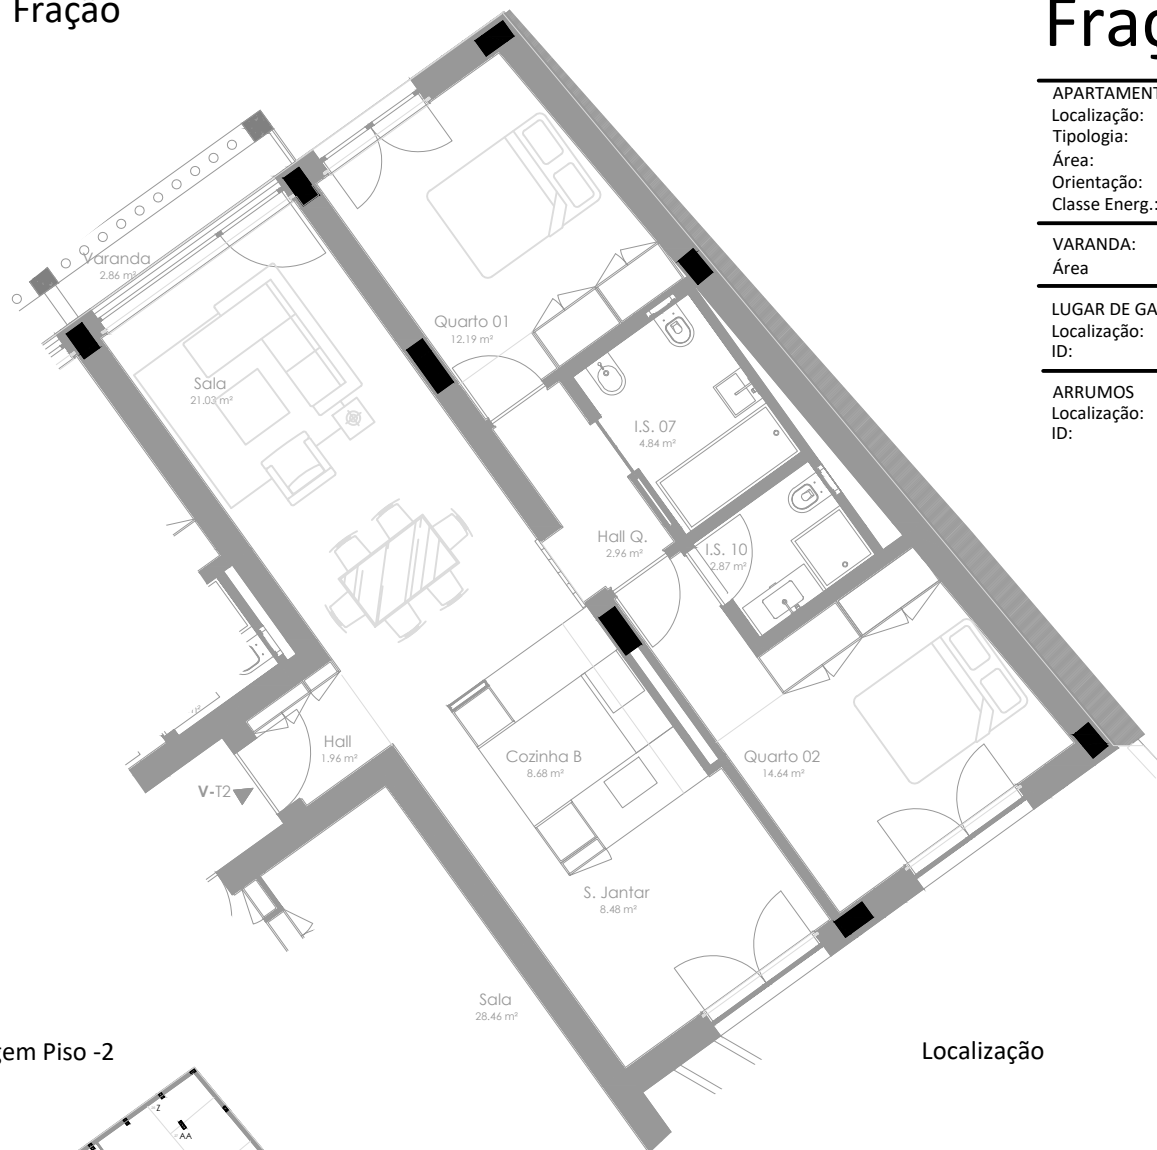 Fração
Fraç
APARTAMENT
Localização:
Tipologia:
Área:
Orientação:
Classe Energ.:
VARANDA:
Área
LUGAR DE GA
Localização:
ID:
ARRUMOS
Localização:
ID:
Varanda
2.86 m²
Quarto 01
12.19 m²
Sala
21.03 m²
I.S. 07
4.84 m²
Hall Q.
2.96 m²
I.S. 10
2.87 m²
Hall
1.96 m²
V-T2
Cozinha B
8.68 m²
Quarto 02
14.64 m²
S. Jantar
8.48 m²
Sala
28.46 m²
gem Piso -2
Localização
Z
AA